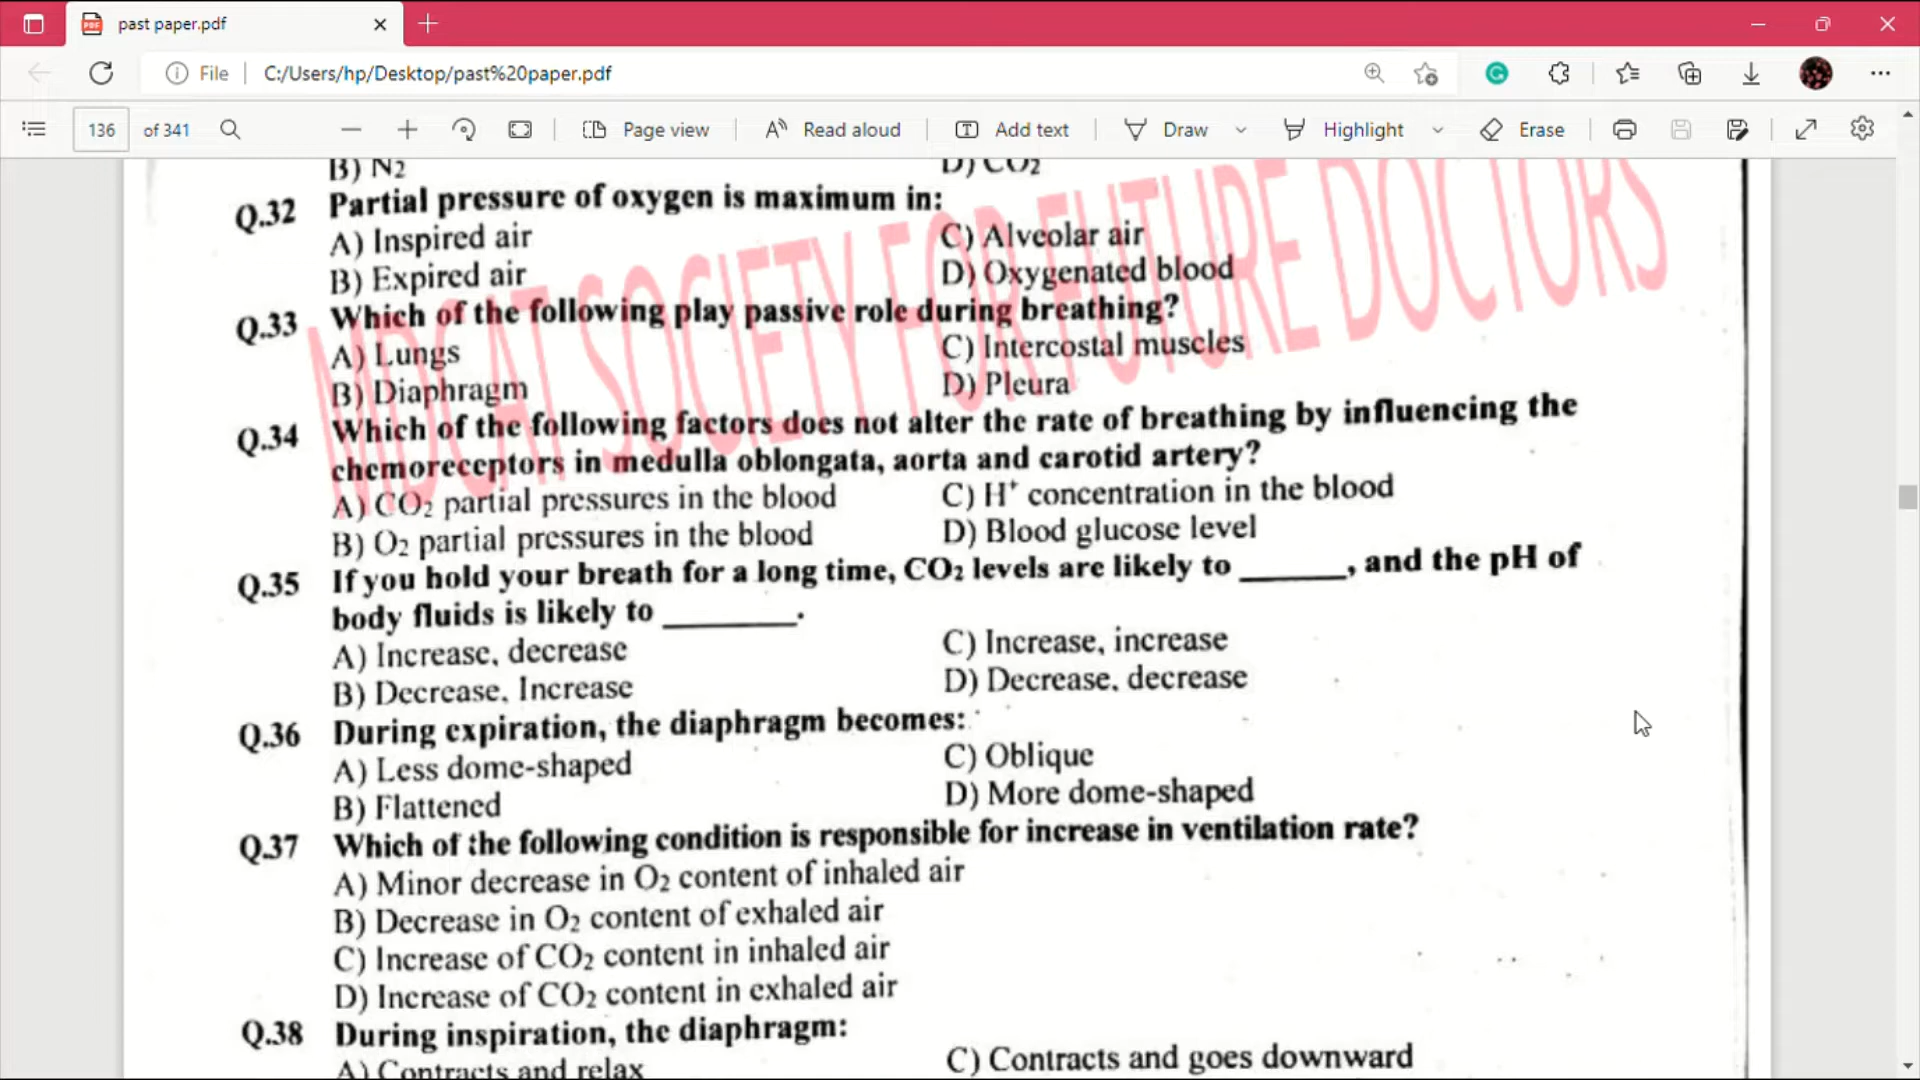 past paper.pdf
File
C:/Users/hp/Desktop/past%20paper.pdf
136 of 341
Page view
Read aloud
Add text
Draw
Highlight
Erase
B) N2 D) CO2
Q.32 Partial pressure of oxygen is maximum in:
A) Inspired air C) Alveolar air
B) Expired air D) Oxygenated blood
Q.33 Which of the following play passive role during breathing?
A) Lungs C) Intercostal muscles
B) Diaphragm D) Pleura
Q.34 Which of the following factors does not alter the rate of breathing by influencing the
chemoreceptors in medulla oblongata, aorta and carotid artery?
A) CO2 partial pressures in the blood C) H+ concentration in the blood
B) O2 partial pressures in the blood D) Blood glucose level
Q.35 If you hold your breath for a long time, CO2 levels are likely to ______, and the pH of
body fluids is likely to ________.
A) Increase, decrease C) Increase, increase
B) Decrease, Increase D) Decrease, decrease
Q.36 During expiration, the diaphragm becomes:
A) Less dome-shaped C) Oblique
B) Flattened D) More dome-shaped
Q.37 Which of the following condition is responsible for increase in ventilation rate?
A) Minor decrease in O2 content of inhaled air
B) Decrease in O2 content of exhaled air
C) Increase of CO2 content in inhaled air
D) Increase of CO2 content in exhaled air
Q.38 During inspiration, the diaphragm:
A) Contracts and relax C) Contracts and goes downward
MDCAT SOCIETY FOR FUTURE DOCTORS